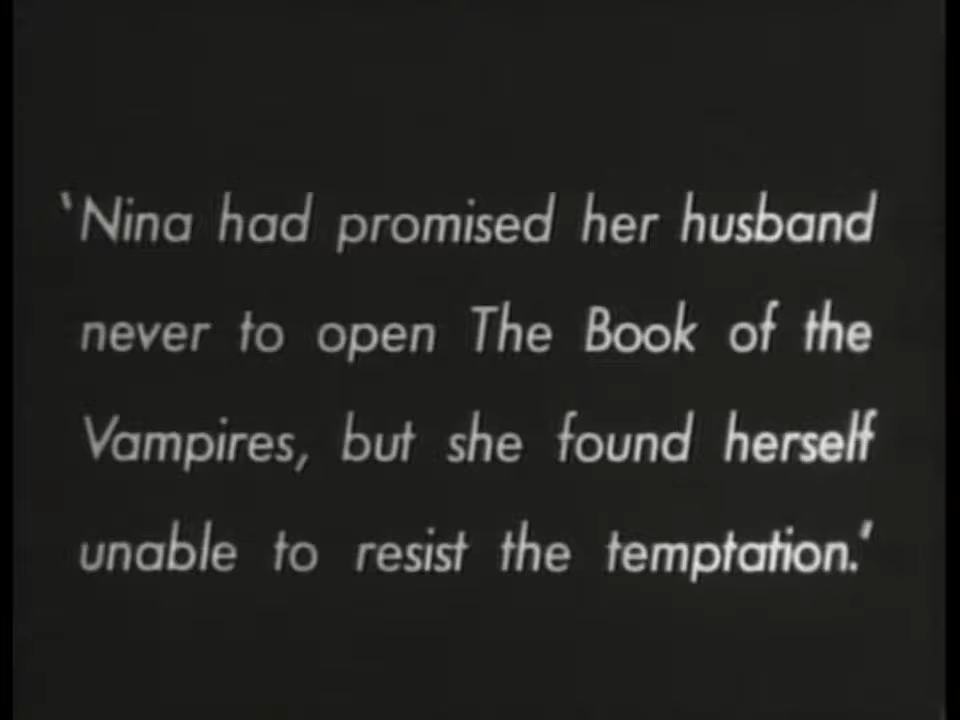 ‘Nina had promised her husband
never to open The Book of the
Vampires, but she found herself
unable to resist the temptation.’